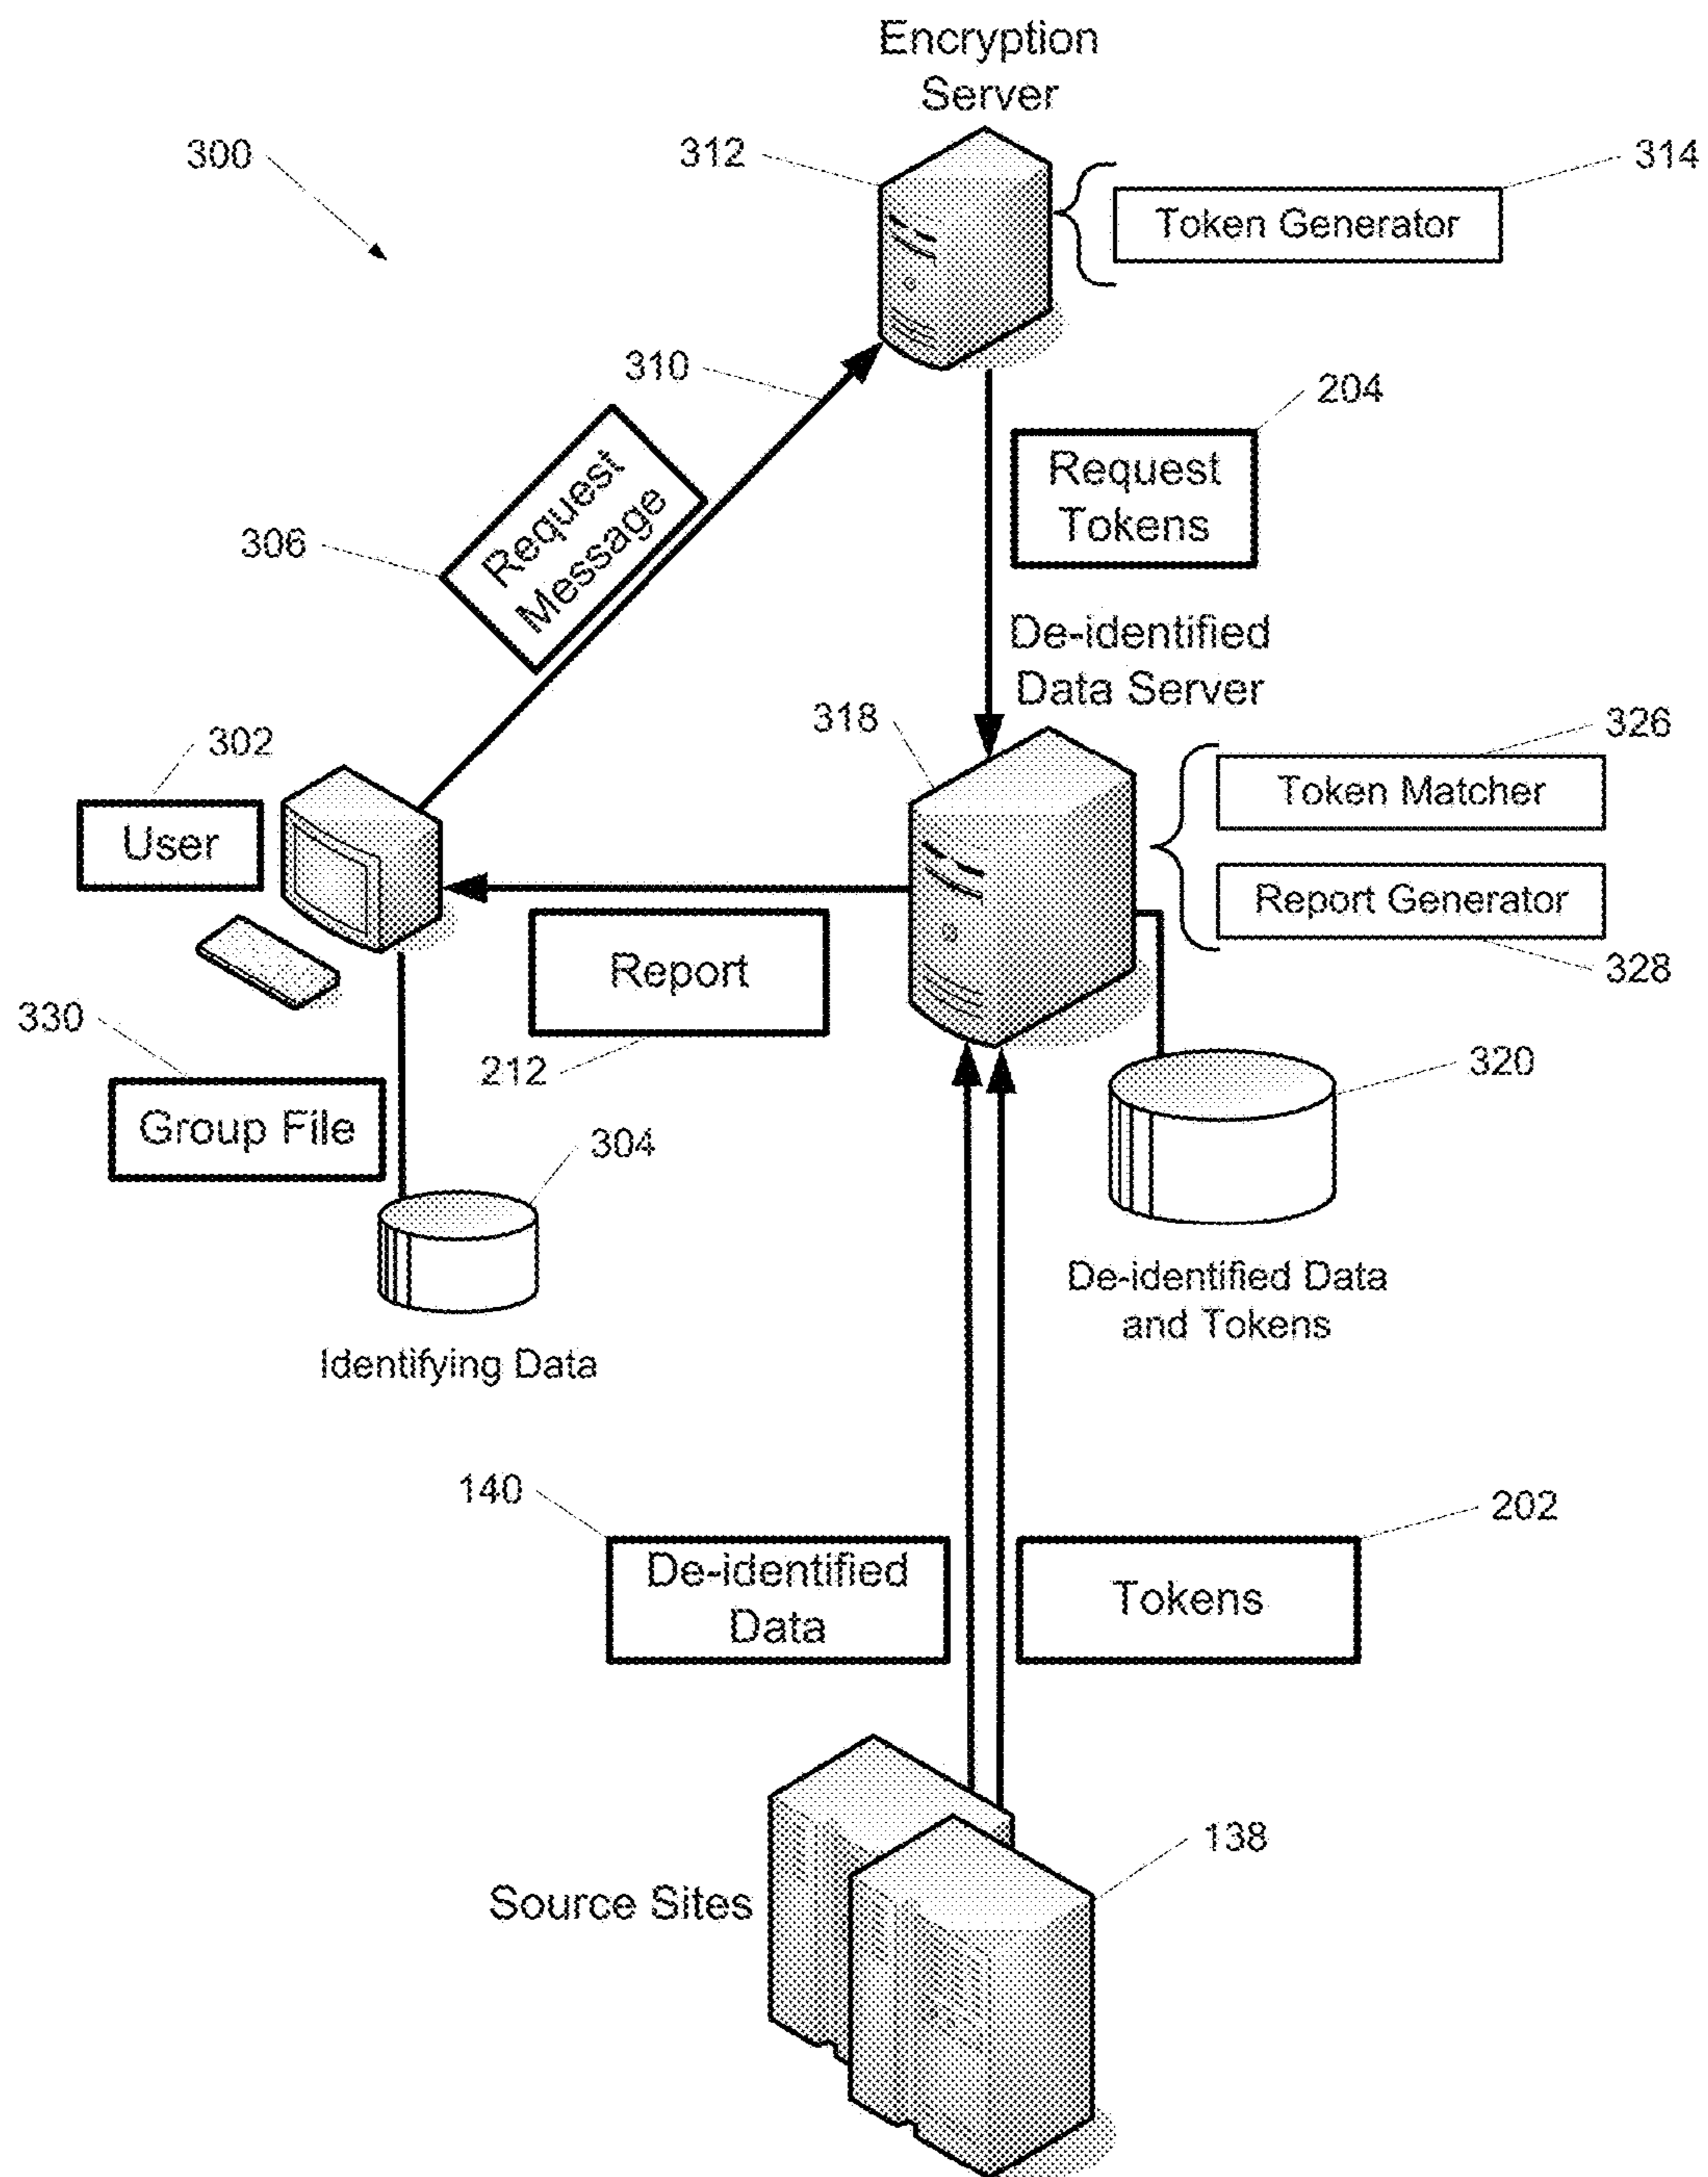 Encryption
Server
300
312
314
Token Generator
310
204
Request
Tokens
306
Request
Message
De-identified
Data Server
302
318
326
User
Token Matcher
Report Generator
328
Report
330
212
320
Group File
304
De-identified Data
and Tokens
Identifying Data
140
202
De-identified
Data
Tokens
138
Source Sites